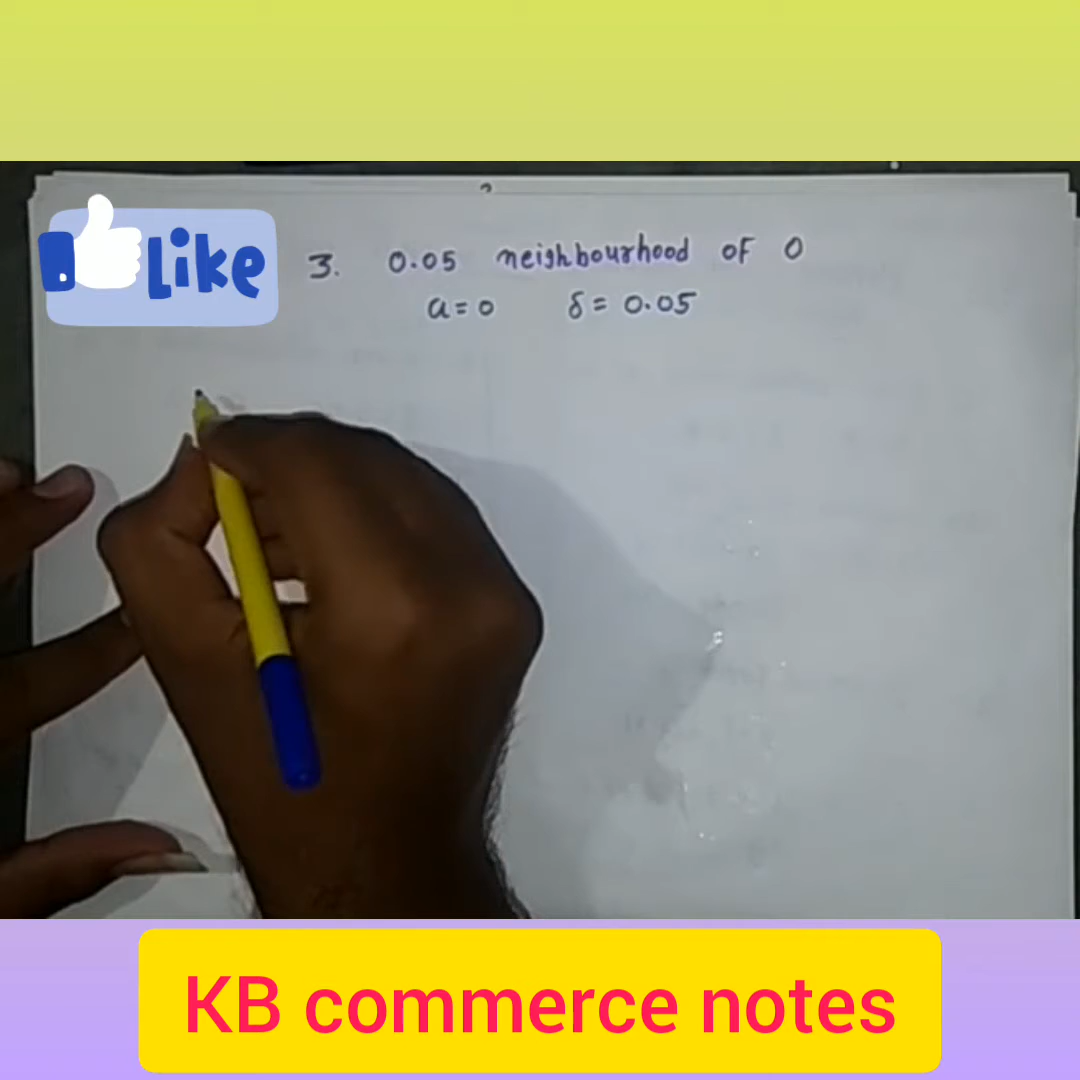 Like
3. 0.05 neighbourhood of 0
a = 0 δ = 0.05
KB commerce notes